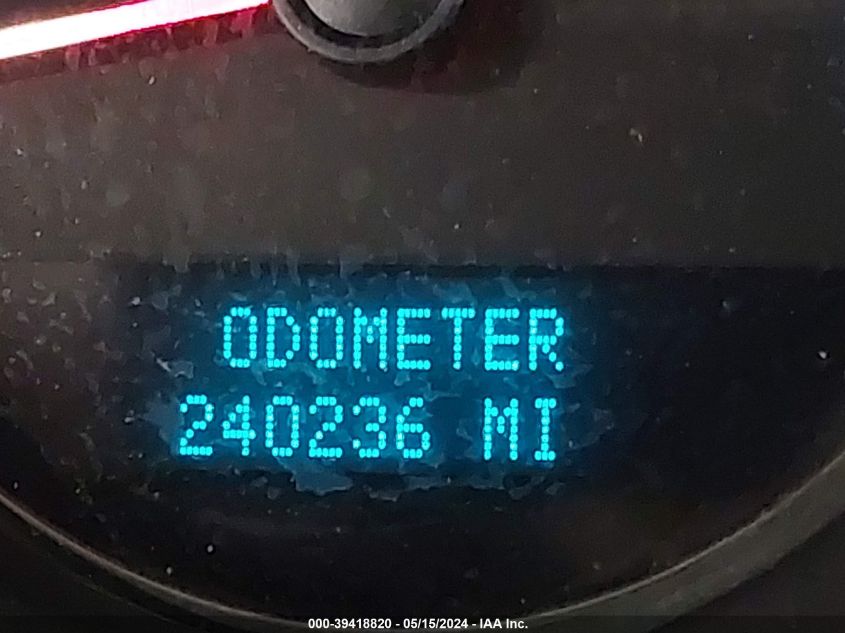 ODOMETER
240236 MI
000-39418820 - 05/15/2024 - IAA Inc.